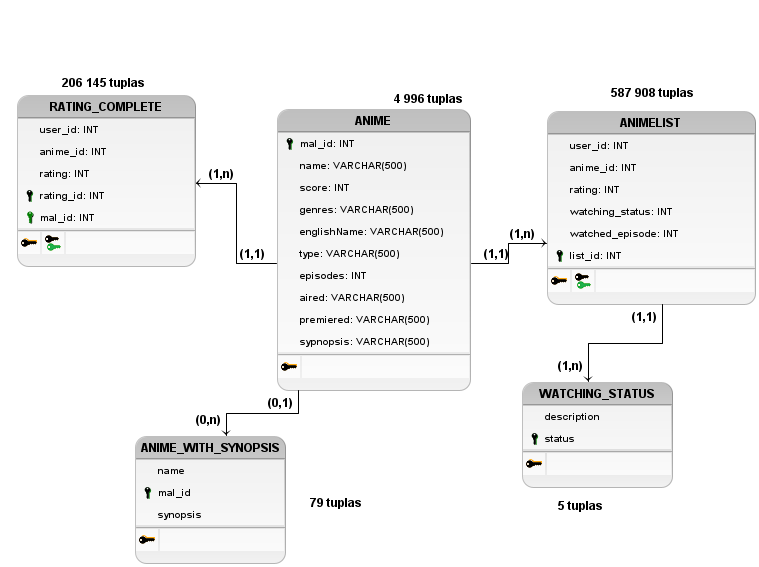 206 145 tuplas
RATING_COMPLETE
user_id: INT
anime_id: INT
rating: INT
rating_id: INT
mal_id: INT
(1,n)
(1,1)
4 996 tuplas
ANIME
mal_id: INT
name: VARCHAR(500)
score: INT
genres: VARCHAR(500)
englishName: VARCHAR(500)
type: VARCHAR(500)
episodes: INT
aired: VARCHAR(500)
premiered: VARCHAR(500)
sypnopsis: VARCHAR(500)
(1,n)
(1,1)
587 908 tuplas
ANIMELIST
user_id: INT
anime_id: INT
rating: INT
watching_status: INT
watched_episode: INT
list_id: INT
(1,1)
(1,n)
WATCHING_STATUS
description
status
5 tuplas
(0,1)
(0,n)
ANIME_WITH_SYNOPSIS
name
mal_id
synopsis
79 tuplas